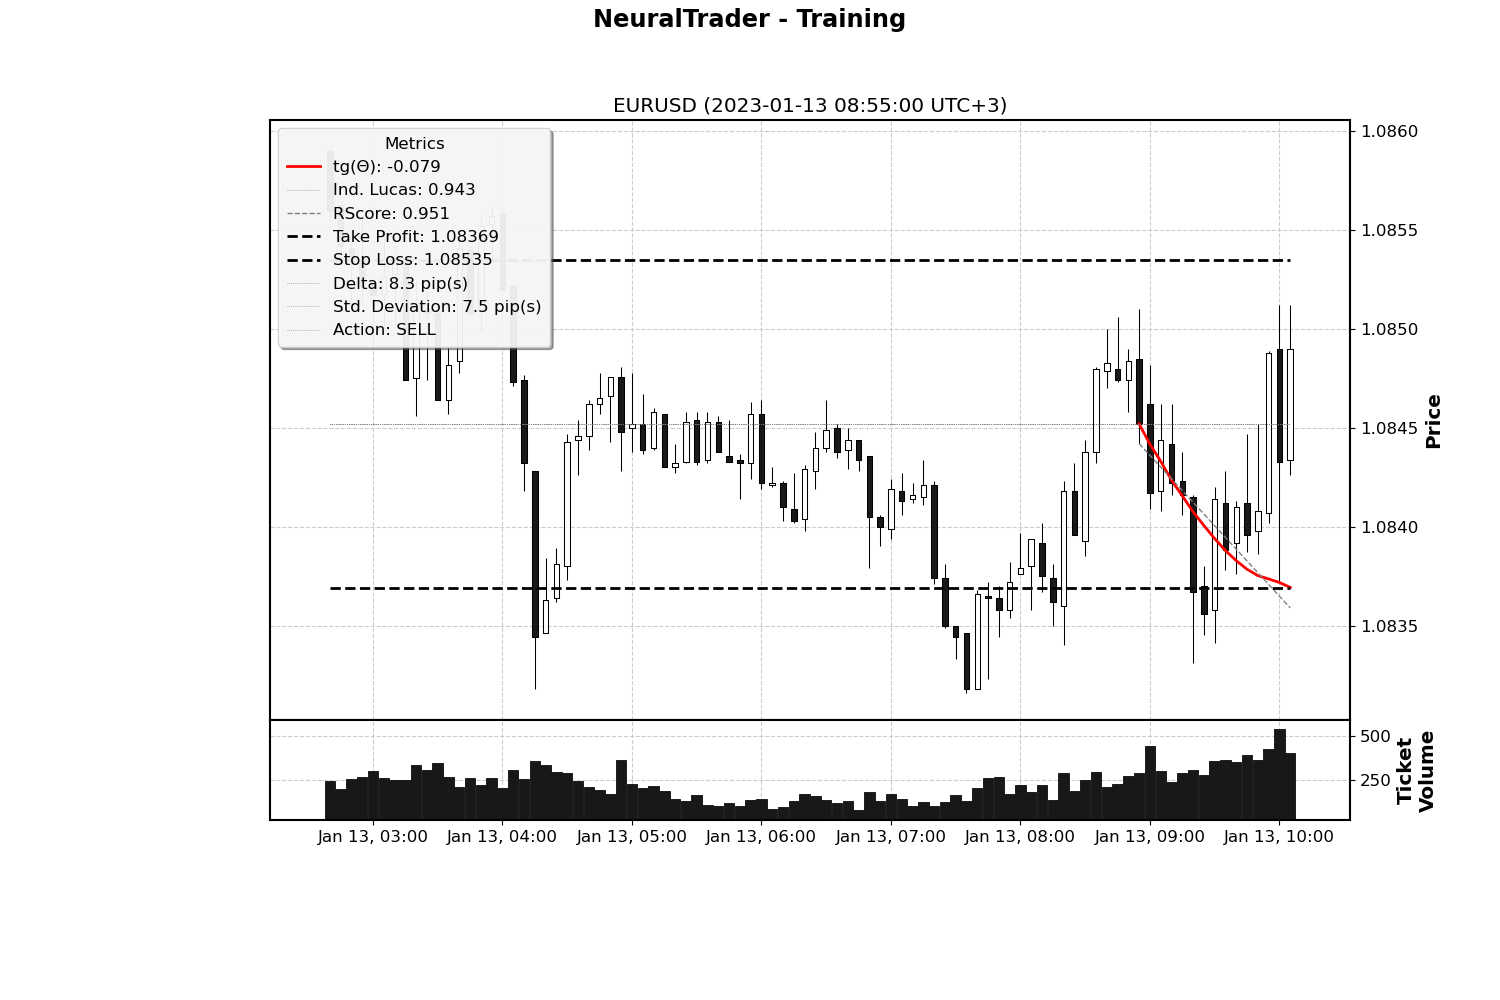 NeuralTrader - Training
EURUSD (2023-01-13 08:55:00 UTC+3)
Metrics
tg(Θ): -0.079
Ind. Lucas: 0.943
RScore: 0.951
Take Profit: 1.08369
Stop Loss: 1.08535
Delta: 8.3 pip(s)
Std. Deviation: 7.5 pip(s)
Action: SELL
1.0860
1.0855
1.0850
1.0845
1.0840
1.0835
Price
500
250
Ticket
Volume
Jan 13, 03:00
Jan 13, 04:00
Jan 13, 05:00
Jan 13, 06:00
Jan 13, 07:00
Jan 13, 08:00
Jan 13, 09:00
Jan 13, 10:00